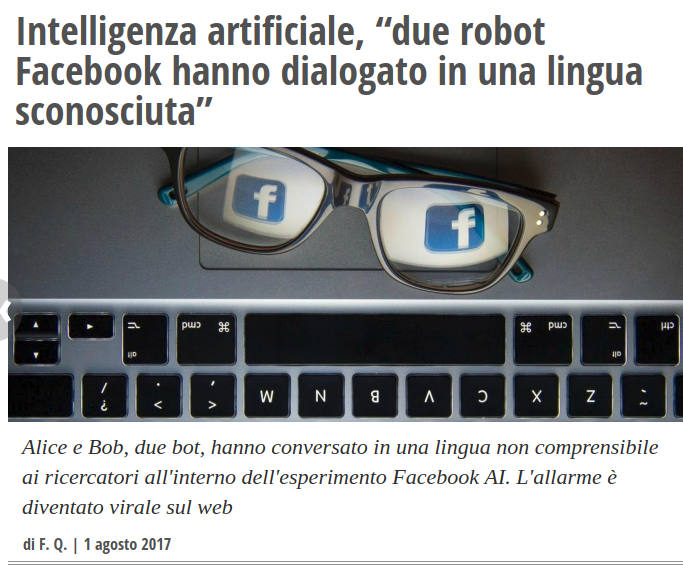 Intelligenza artificiale, “due robot
Facebook hanno dialogato in una lingua
sconosciuta”
f
f
cmd ⌘
⌘ cmd
alt
alt
ctrl
/ ?
. >
, <
M
N
B
V
C
X
Z
~
Alice e Bob, due bot, hanno conversato in una lingua non comprensibile
ai ricercatori all'interno dell'esperimento Facebook AI. L'allarme è
diventato virale sul web
di F. Q. | 1 agosto 2017